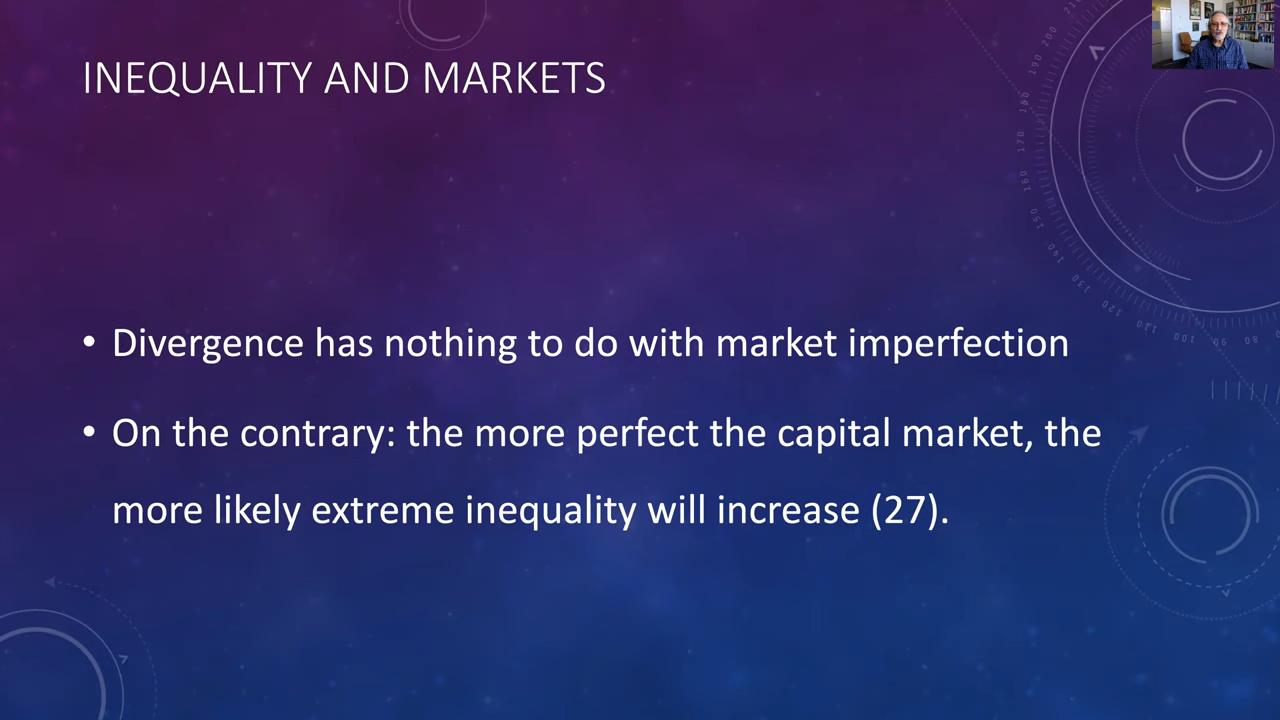 INEQUALITY AND MARKETS
• Divergence has nothing to do with market imperfection
• On the contrary: the more perfect the capital market, the
more likely extreme inequality will increase (27).